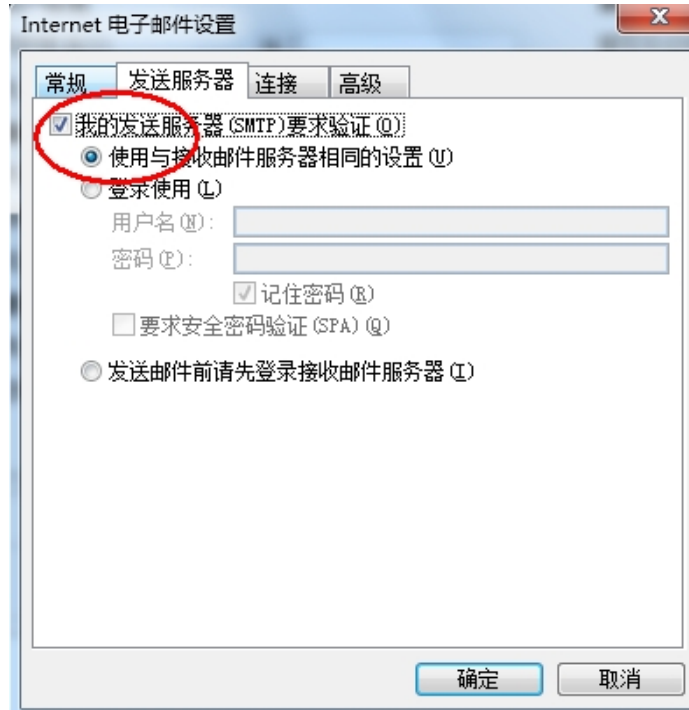 Internet 电子邮件设置
常规 发送服务器 连接 高级
我的发送服务器(SMTP)要求验证(O)
使用与接收邮件服务器相同的设置(U)
登录使用(L)
用户名(N):
密码(P):
记住密码(R)
要求安全密码验证(SPA)(Q)
发送邮件前请先登录接收邮件服务器(I)
确定 取消